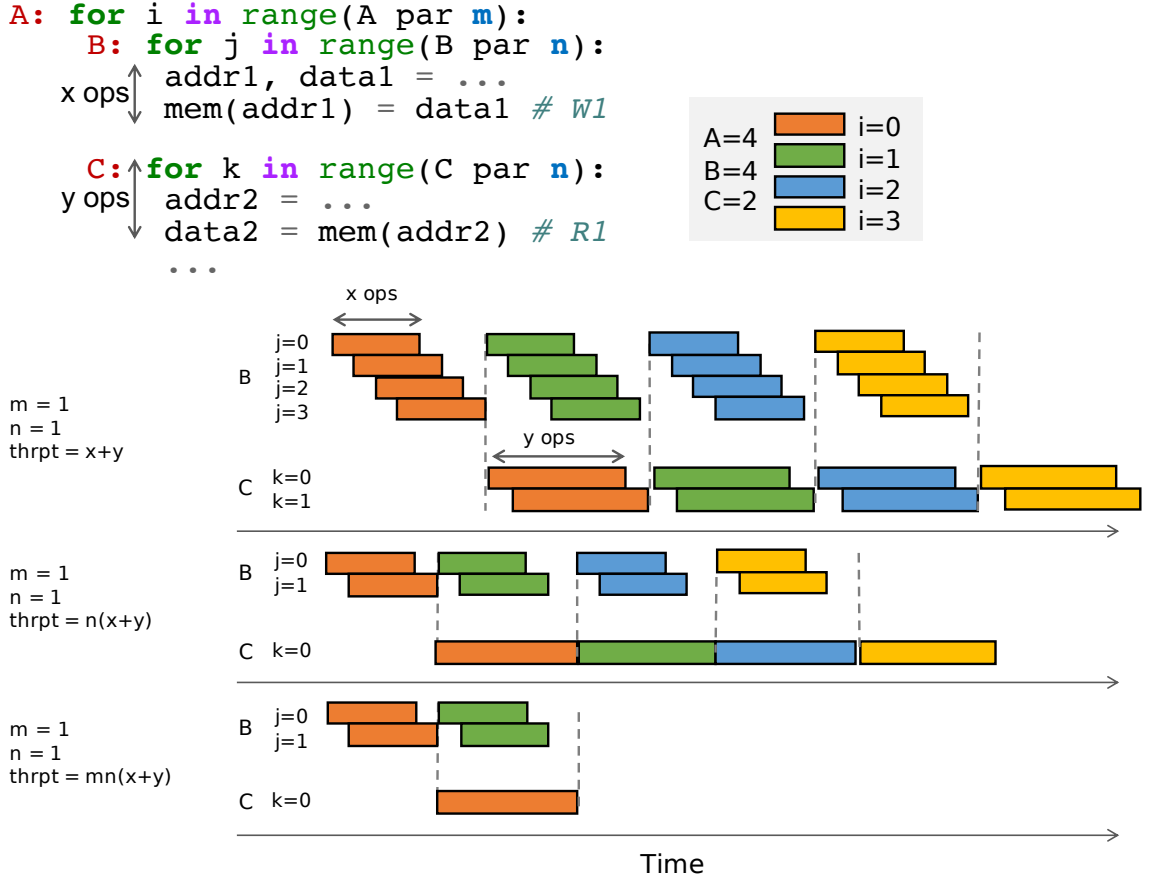 A: for i in range(A par m):
B: for j in range(B par n):
x ops
addr1, data1 = ...
mem(addr1) = data1 # W1
C: for k in range(C par n):
y ops
addr2 = ...
data2 = mem(addr2) # R1
...
A=4
B=4
C=2
i=0
i=1
i=2
i=3
x ops
m = 1
n = 1
thrpt = x+y
B
j=0
j=1
j=2
j=3
y ops
C
k=0
k=1
m = 1
n = 1
thrpt = n(x+y)
B
j=0
j=1
C
k=0
m = 1
n = 1
thrpt = mn(x+y)
B
j=0
j=1
C
k=0
Time